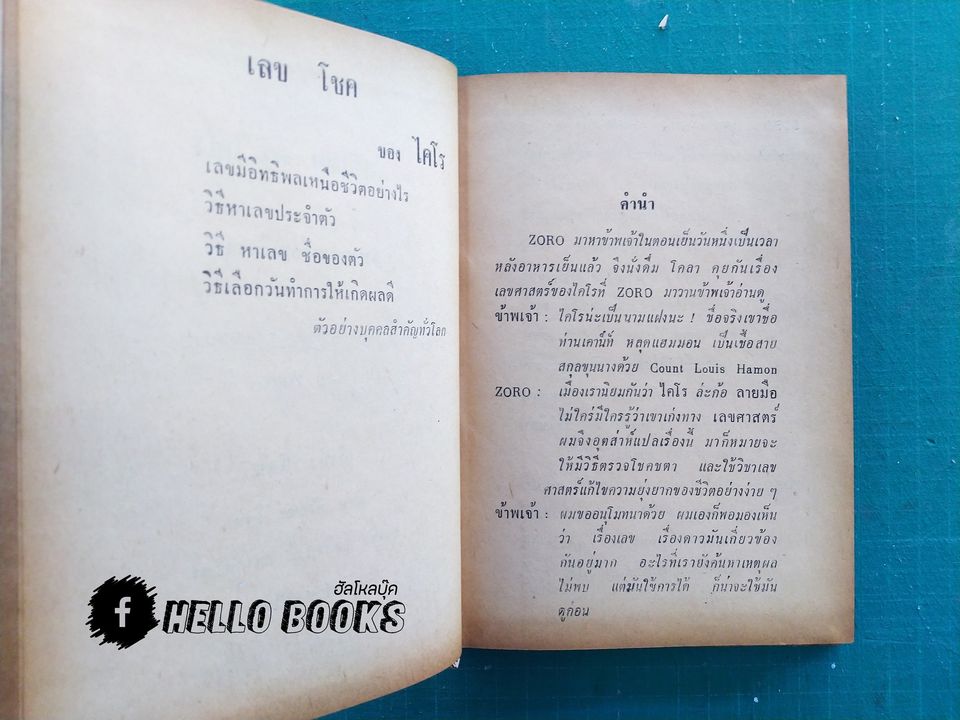 เลข โชค
ของ ไคโร
เลขมีอิทธิพลเหนือชีวิตอย่างไร
วิธีหาเลขประจำตัว
วิธี หาเลข ชื่อของตัว
วิธีเลือกวันทำการให้เกิดผลดี
ตัวอย่างบุคคลสำคัญทั่วโลก
ฮัลโหลบุ๊ค
f HELLO BOOKS
คำนำ
ZORO มาหาข้าพเจ้าในตอนเย็นวันหนึ่งเป็นเวลา
หลังอาหารเย็นแล้ว จึงนั่งดื่ม โคลา คุยกันเรื่อง
เลขศาสตร์ของไคโรที่ ZORO มาวานข้าพเจ้าอ่านดู
ข้าพเจ้า : ไคโรน่ะเป็นนามแฝงนะ ! ชื่อจริงเขาชื่อ
ท่านเคาน์ท์ หลุดแฮมมอน เป็นเชื้อสาย
สกุลขุนนางด้วย Count Louis Hamon
ZORO : เมื่องเรานิยมกันว่า ไคโร ล่ะก้อ ลายมือ
ไม่ใคร่มีใครรู้ว่าเขาเก่งทาง เลขศาสตร์
ผมจึงอุตส่าห์แปลเรื่องนี้ มาก็หมายจะ
ให้มีวิธีตรวจโชคชตา และใช้วิชาเลข
ศาสตร์แก้ไขความยุ่งยากของชีวิตอย่างง่าย ๆ
ข้าพเจ้า : ผมขออนุโมทนาด้วย ผมเองก็พอมองเห็น
ว่า เรื่องเลข เรื่องดาวมันเกี่ยวข้อง
กันอยู่มาก อะไรที่เรายังค้นหาเหตุผล
ไม่พบ แต่มันใช้การได้ ก็น่าจะใช้มัน
ดูก่อน